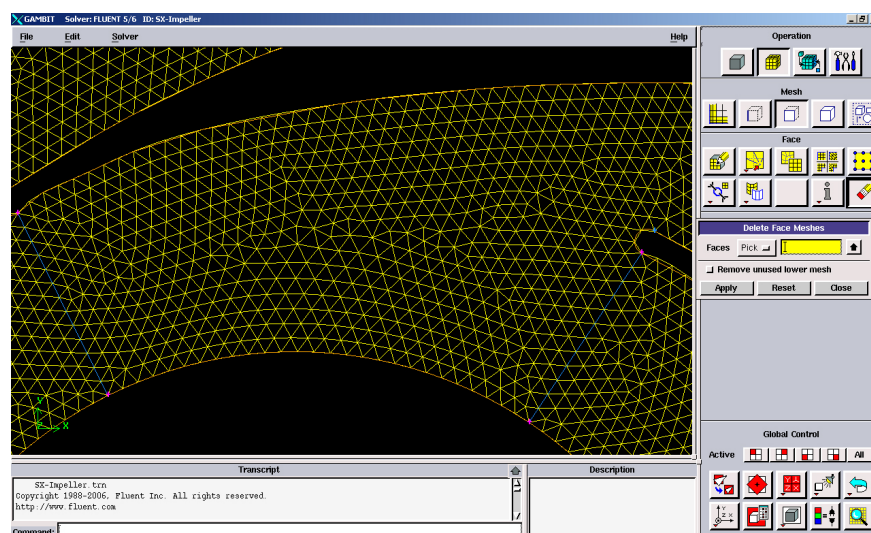 GAMBIT Solver: FLUENT 5/6 ID: SX-Impeller
File Edit Solver Help
Operation
Mesh
Face
Delete Face Meshes
Faces Pick
Remove unused lower mesh
Apply Reset Close
Y
Z X
Global Control
Active All
Transcript
SX-Impeller.trn
Copyright 1988-2006, Fluent Inc. All rights reserved.
http://www.fluent.com
Command:
Description